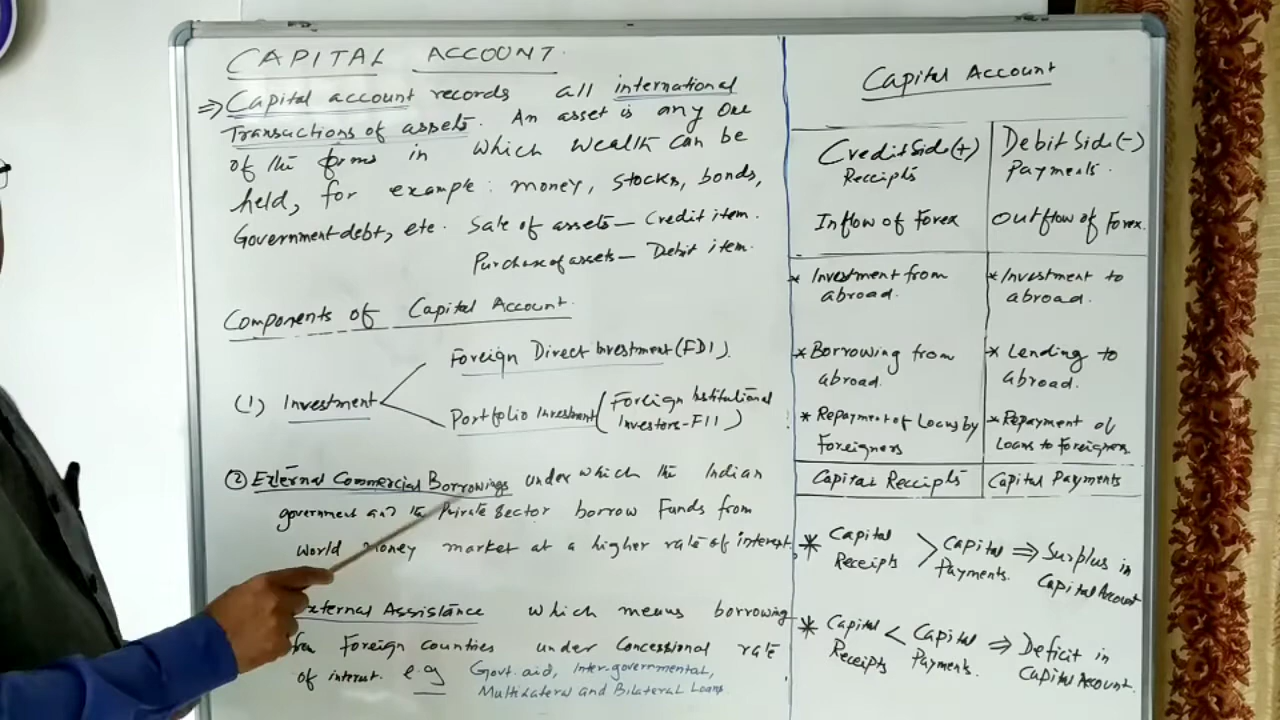 CAPITAL ACCOUNT.
⇒ Capital account records all international
Transactions of assets. An asset is any one
of the forms in which wealth can be
held, for example: money, stocks, bonds,
Government debt, etc. Sale of assets – Credit item.
Purchase of assets – Debit item.
Components of Capital Account.
(1) Investment
Foreign Direct Investment (FDI).
Portfolio Investment (Foreign Institutional
Investors-FII)
② External Commercial Borrowings under which the Indian
government and the Private Sector borrow Funds from
World money market at a higher rate of interest.
External Assistance which means borrowing
from Foreign counties under Concessional rate
of interest. e.g Govt. aid, Inter-governmental,
Multilateral and Bilateral Loans.
Capital Account
Credit Side (+)
Receipts
Inflow of Forex
Debit Side (-)
Payments.
Outflow of Forex.
* Investment from
abroad.
* Investment to
abroad.
* Borrowing from
abroad.
* Lending to
abroad.
* Repayment of Loans by
Foreigners
* Repayment of
Loans to Foreigners
Capital Receipts
Capital Payments
* Capital Receipts > Capital Payments. ⇒ Surplus in
Capital Account
* Capital Receipts < Capital Payments. ⇒ Deficit in
Capital Account.